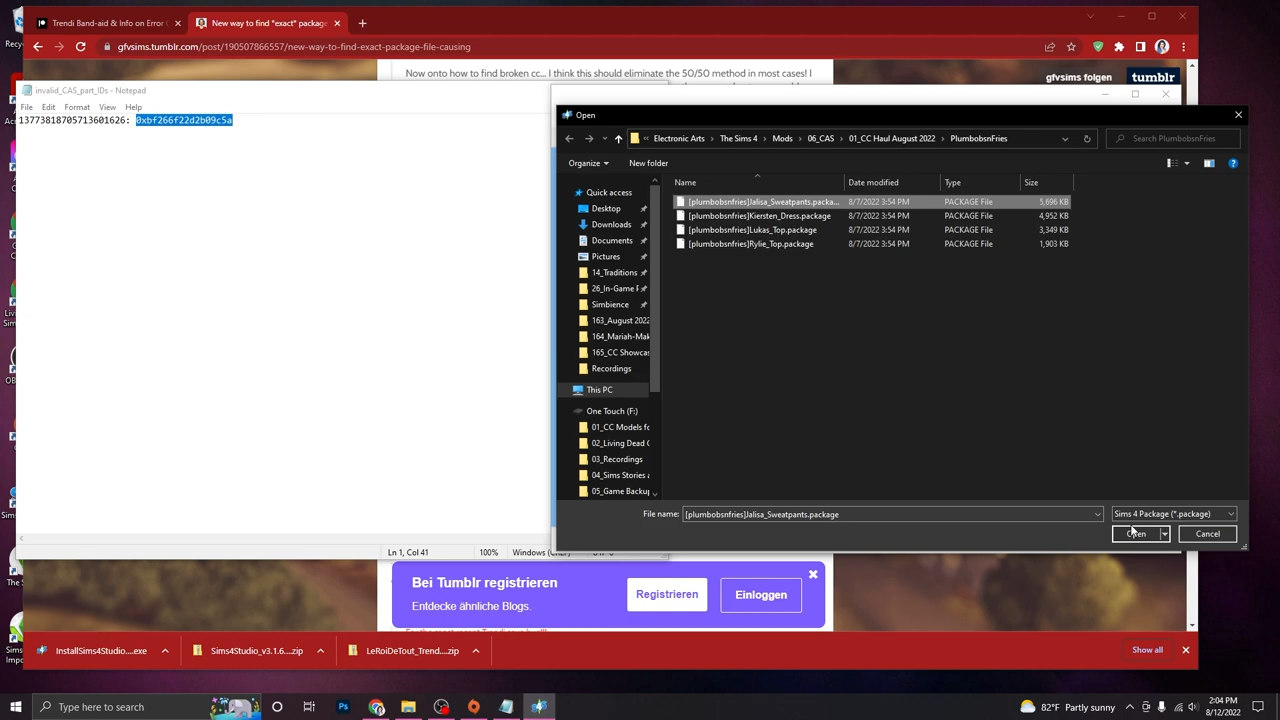 Trendi Band-aid & Info on Error
New way to find *exact* package
gfvsims.tumblr.com/post/190507866557/new-way-to-find-exact-package-file-causing
Now onto how to find broken cc... I think this should eliminate the 50/50 method in most cases! I
gfvsims folgen
tumblr
invalid_CAS_part_IDs - Notepad
File Edit Format View Help
13773818705713601626: 0xbf266f22d2b09c5a
Open
« Electronic Arts › The Sims 4 › Mods › 06_CAS › 01_CC Haul August 2022 › PlumbobsnFries
Search PlumbobsnFries
Organize
New folder
Name Date modified Type Size
[plumbobsnfries]Jalisa_Sweatpants.packa... 8/7/2022 3:54 PM PACKAGE File 5,696 KB
[plumbobsnfries]Kiersten_Dress.package 8/7/2022 3:54 PM PACKAGE File 4,952 KB
[plumbobsnfries]Lukas_Top.package 8/7/2022 3:54 PM PACKAGE File 3,349 KB
[plumbobsnfries]Rylie_Top.package 8/7/2022 3:54 PM PACKAGE File 1,903 KB
Quick access
Desktop
Downloads
Documents
Pictures
14_Traditions
26_In-Game
Simbience
163_August 2022
164_Mariah-Mak
165_CC Showcas
Recordings
This PC
One Touch (F:)
01_CC Models fo
02_Living Dead
03_Recordings
04_Sims Stories
05_Game Backup
File name: [plumbobsnfries]Jalisa_Sweatpants.package
Sims 4 Package (*.package)
Open
Cancel
Ln 1, Col 41 100%
Bei Tumblr registrieren
Entdecke ähnliche Blogs.
Registrieren
Einloggen
InstallSims4Studio....exe
Sims4Studio_v3.1.6....zip
LeRoiDeTout_Trend....zip
Show all
Type here to search
82°F Partly sunny
2:04 PM
8/12/2022